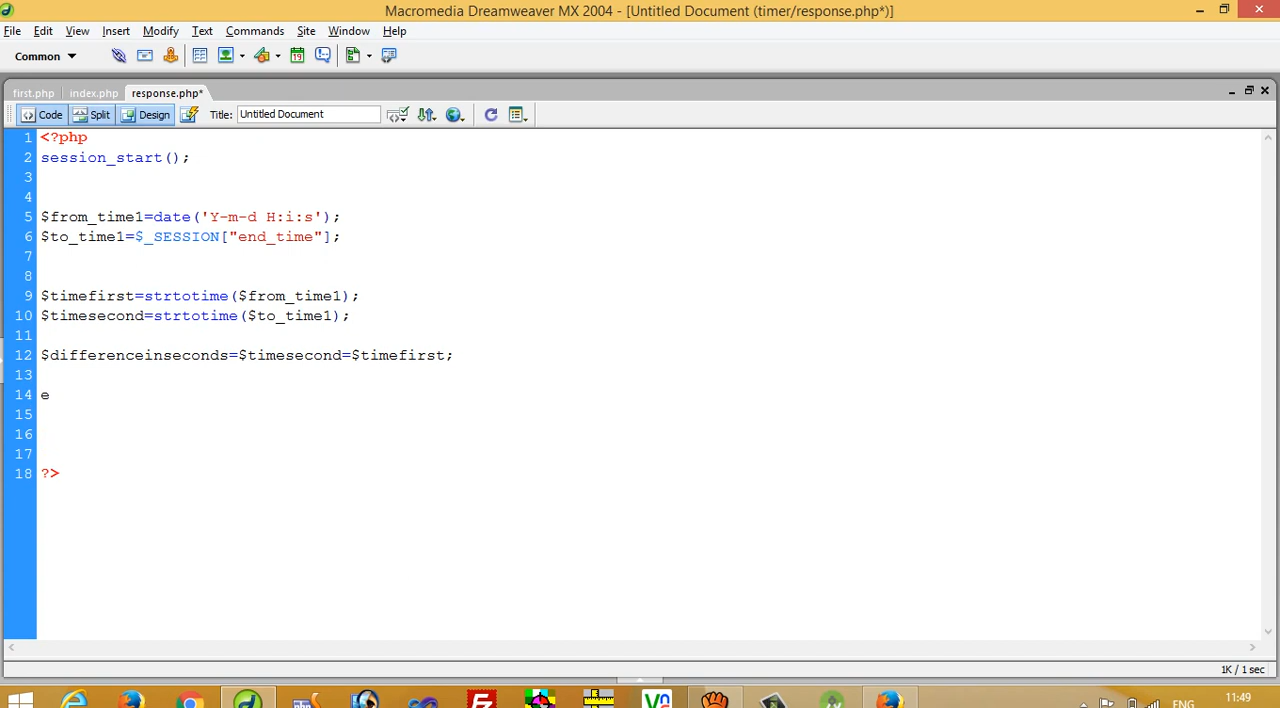 Macromedia Dreamweaver MX 2004 - [Untitled Document (timer/response.php*)]
File Edit View Insert Modify Text Commands Site Window Help
Common
first.php index.php response.php*
Code Split Design Title: Untitled Document
1 <?php
2 session_start();
3
4
5 $from_time1=date('Y-m-d H:i:s');
6 $to_time1=$_SESSION["end_time"];
7
8
9 $timefirst=strtotime($from_time1);
10 $timesecond=strtotime($to_time1);
11
12 $differenceinseconds=$timesecond=$timefirst;
13
14 e
15
16
17
18 ?>
1K / 1 sec
ENG
11:49